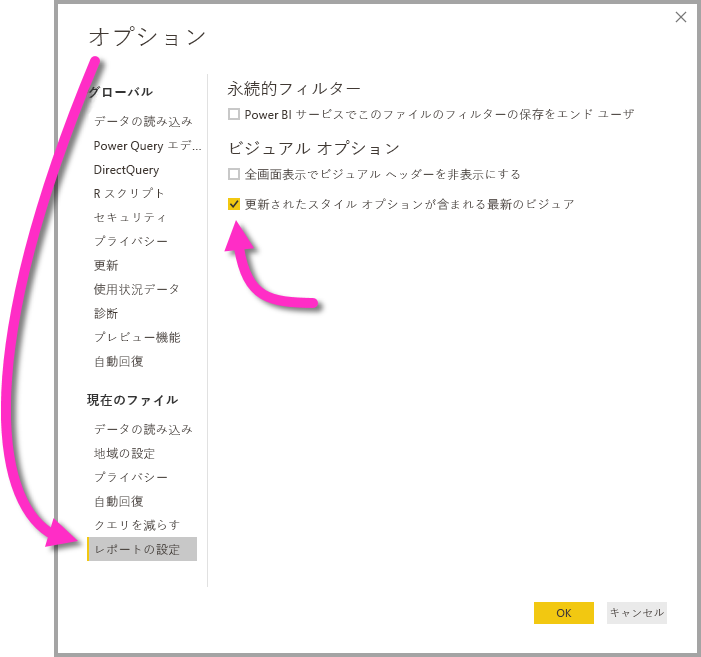 オプション
グローバル
データの読み込み
Power Query エデ...
DirectQuery
R スクリプト
セキュリティ
プライバシー
更新
使用状況データ
診断
プレビュー機能
自動回復
現在のファイル
データの読み込み
地域の設定
プライバシー
自動回復
クエリを減らす
レポートの設定
永続的フィルター
Power BI サービスでこのファイルのフィルターの保存をエンド ユーザ
ビジュアル オプション
全画面表示でビジュアル ヘッダーを非表示にする
更新されたスタイル オプションが含まれる最新のビジュア
OK
キャンセル